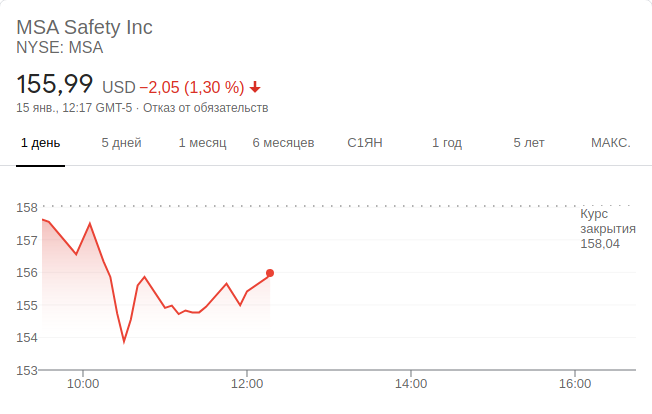 MSA Safety Inc
NYSE: MSA
155,99 USD −2,05 (1,30 %)
15 янв., 12:17 GMT-5 · Отказ от обязательств
1 день 5 дней 1 месяц 6 месяцев С1ЯН 1 год 5 лет МАКС.
158
Курс
закрытия
158,04
157
156
155
154
153
10:00 12:00 14:00 16:00